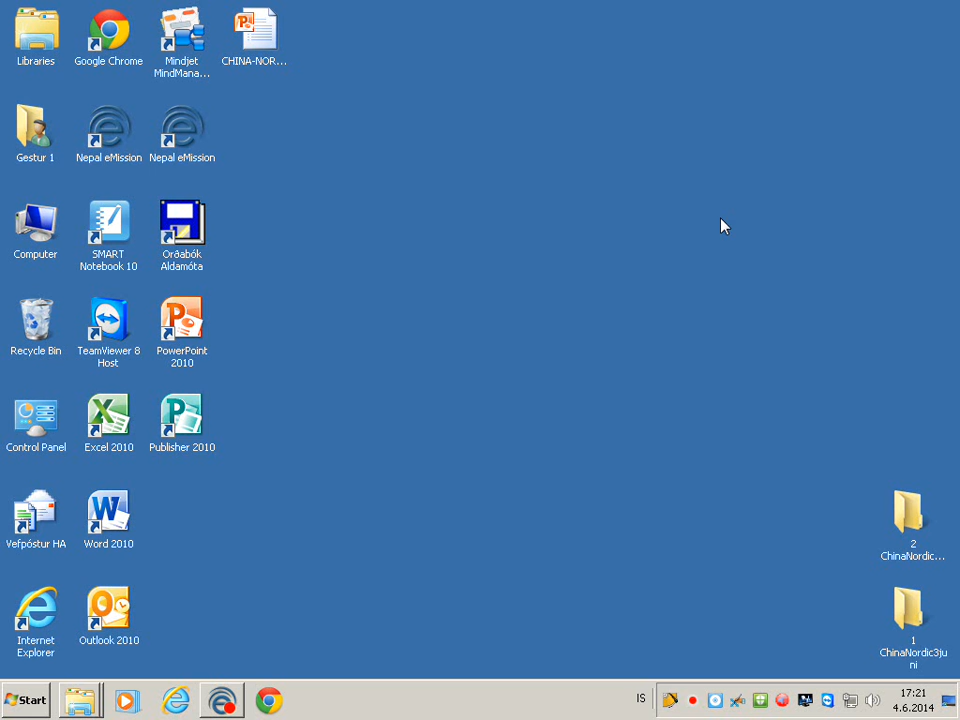 Libraries
Google Chrome
Mindjet
MindMana...
CHINA-NOR...
Gestur 1
Nepal eMission
Nepal eMission
Computer
SMART
Notebook 10
Orðabók
Aldamóta
Recycle Bin
TeamViewer 8
Host
PowerPoint
2010
Control Panel
Excel 2010
Publisher 2010
Vefpóstur HA
Word 2010
2
ChinaNordic...
Internet
Explorer
Outlook 2010
1
ChinaNordic3ju
ni
Start
IS
17:21
4.6.2014